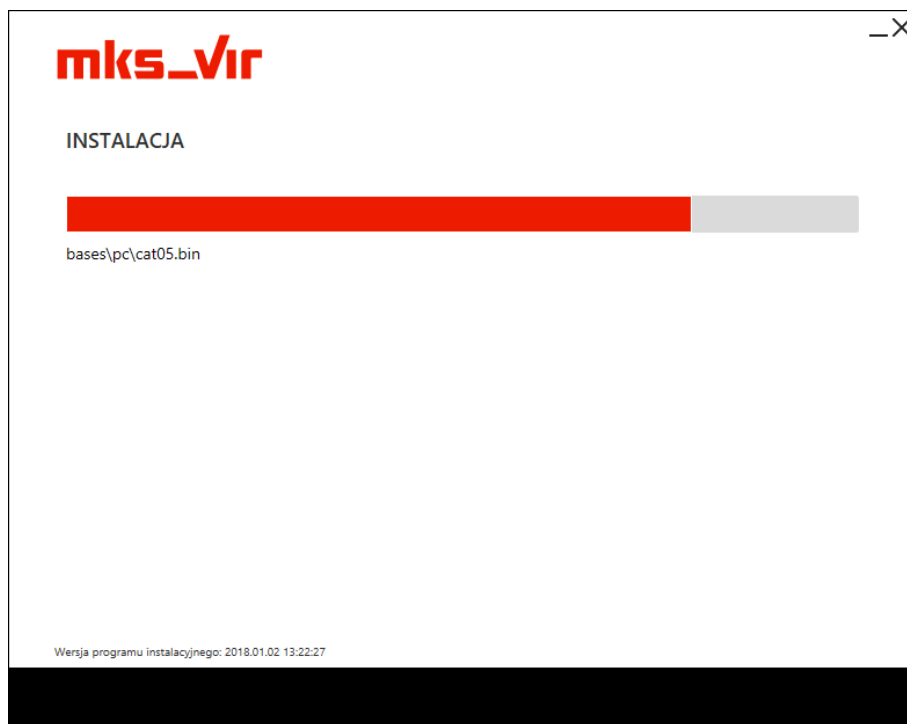 mks_vir
INSTALACJA
bases\pc\cat05.bin
Wersja programu instalacyjnego: 2018.01.02 13:22:27